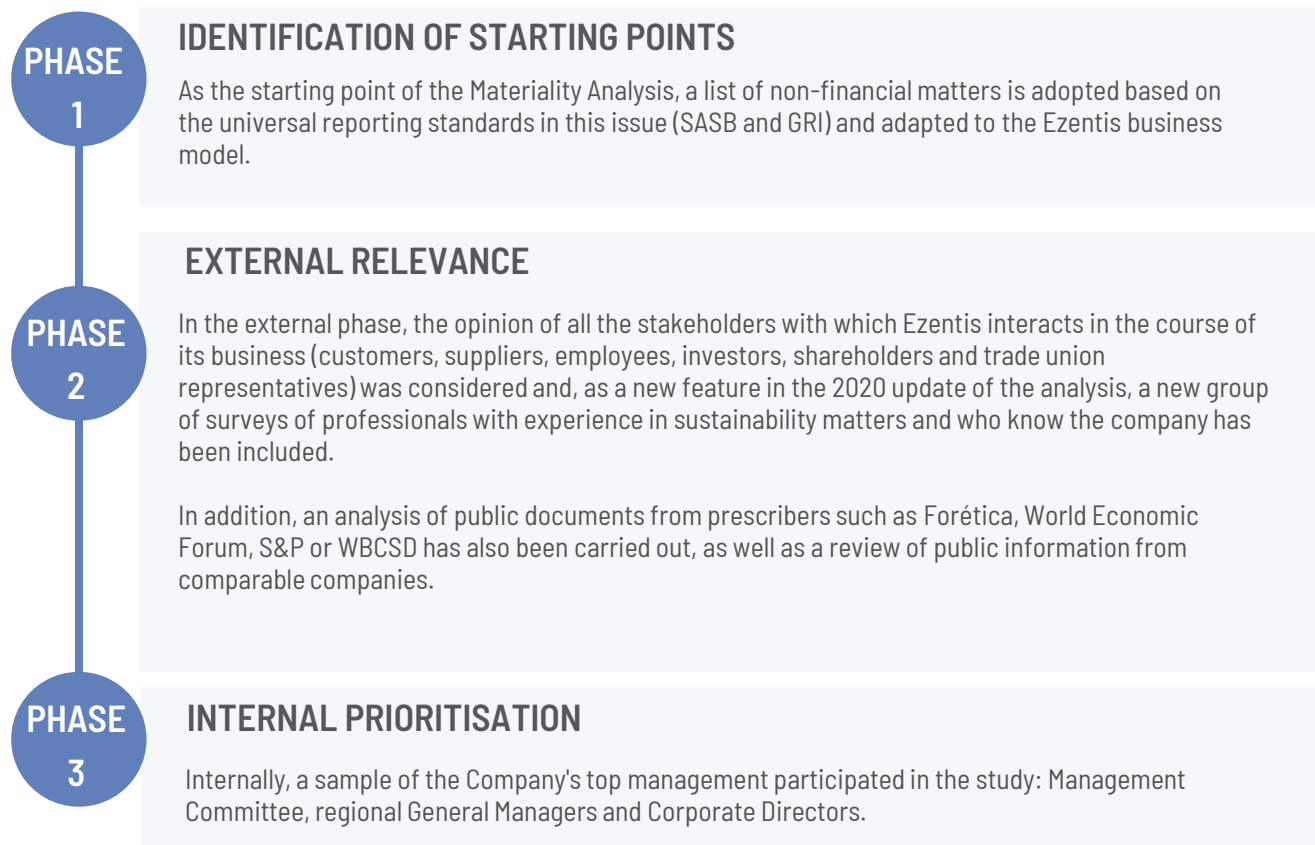 PHASE
1
IDENTIFICATION OF STARTING POINTS
As the starting point of the Materiality Analysis, a list of non-financial matters is adopted based on
the universal reporting standards in this issue (SASB and GRI) and adapted to the Ezentis business
model.
PHASE
2
EXTERNAL RELEVANCE
In the external phase, the opinion of all the stakeholders with which Ezentis interacts in the course of
its business (customers, suppliers, employees, investors, shareholders and trade union
representatives) was considered and, as a new feature in the 2020 update of the analysis, a new group
of surveys of professionals with experience in sustainability matters and who know the company has
been included.
In addition, an analysis of public documents from prescribers such as Forética, World Economic
Forum, S&P or WBCSD has also been carried out, as well as a review of public information from
comparable companies.
PHASE
3
INTERNAL PRIORITISATION
Internally, a sample of the Company's top management participated in the study: Management
Committee, regional General Managers and Corporate Directors.